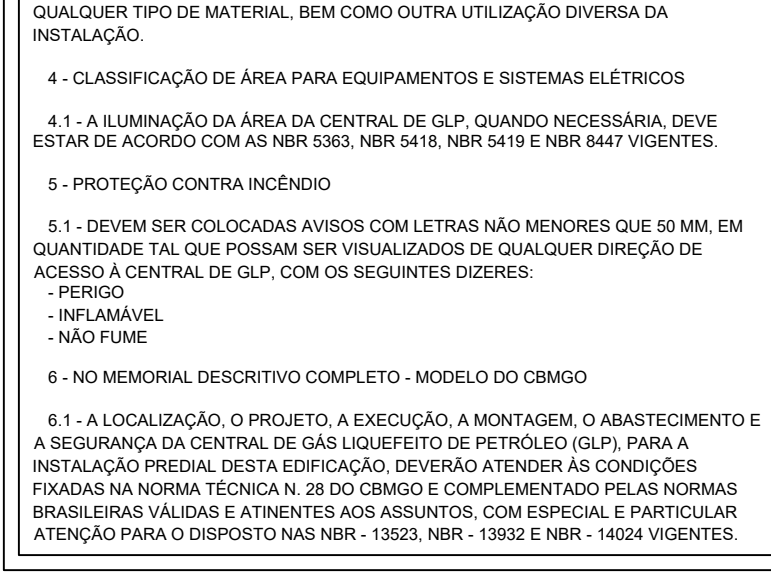 QUALQUER TIPO DE MATERIAL, BEM COMO OUTRA UTILIZAÇÃO DIVERSA DA
INSTALAÇÃO.
4 - CLASSIFICAÇÃO DE ÁREA PARA EQUIPAMENTOS E SISTEMAS ELÉTRICOS
4.1 - A ILUMINAÇÃO DA ÁREA DA CENTRAL DE GLP, QUANDO NECESSÁRIA, DEVE
ESTAR DE ACORDO COM AS NBR 5363, NBR 5418, NBR 5419 E NBR 8447 VIGENTES.
5 - PROTEÇÃO CONTRA INCÊNDIO
5.1 - DEVEM SER COLOCADAS AVISOS COM LETRAS NÃO MENORES QUE 50 MM, EM
QUANTIDADE TAL QUE POSSAM SER VISUALIZADOS DE QUALQUER DIREÇÃO DE
ACESSO À CENTRAL DE GLP, COM OS SEGUINTES DIZERES:
- PERIGO
- INFLAMÁVEL
- NÃO FUME
6 - NO MEMORIAL DESCRITIVO COMPLETO - MODELO DO CBMGO
6.1 - A LOCALIZAÇÃO, O PROJETO, A EXECUÇÃO, A MONTAGEM, O ABASTECIMENTO E
A SEGURANÇA DA CENTRAL DE GÁS LIQUEFEITO DE PETRÓLEO (GLP), PARA A
INSTALAÇÃO PREDIAL DESTA EDIFICAÇÃO, DEVERÃO ATENDER ÀS CONDIÇÕES
FIXADAS NA NORMA TÉCNICA N. 28 DO CBMGO E COMPLEMENTADO PELAS NORMAS
BRASILEIRAS VÁLIDAS E ATINENTES AOS ASSUNTOS, COM ESPECIAL E PARTICULAR
ATENÇÃO PARA O DISPOSTO NAS NBR - 13523, NBR - 13932 E NBR - 14024 VIGENTES.